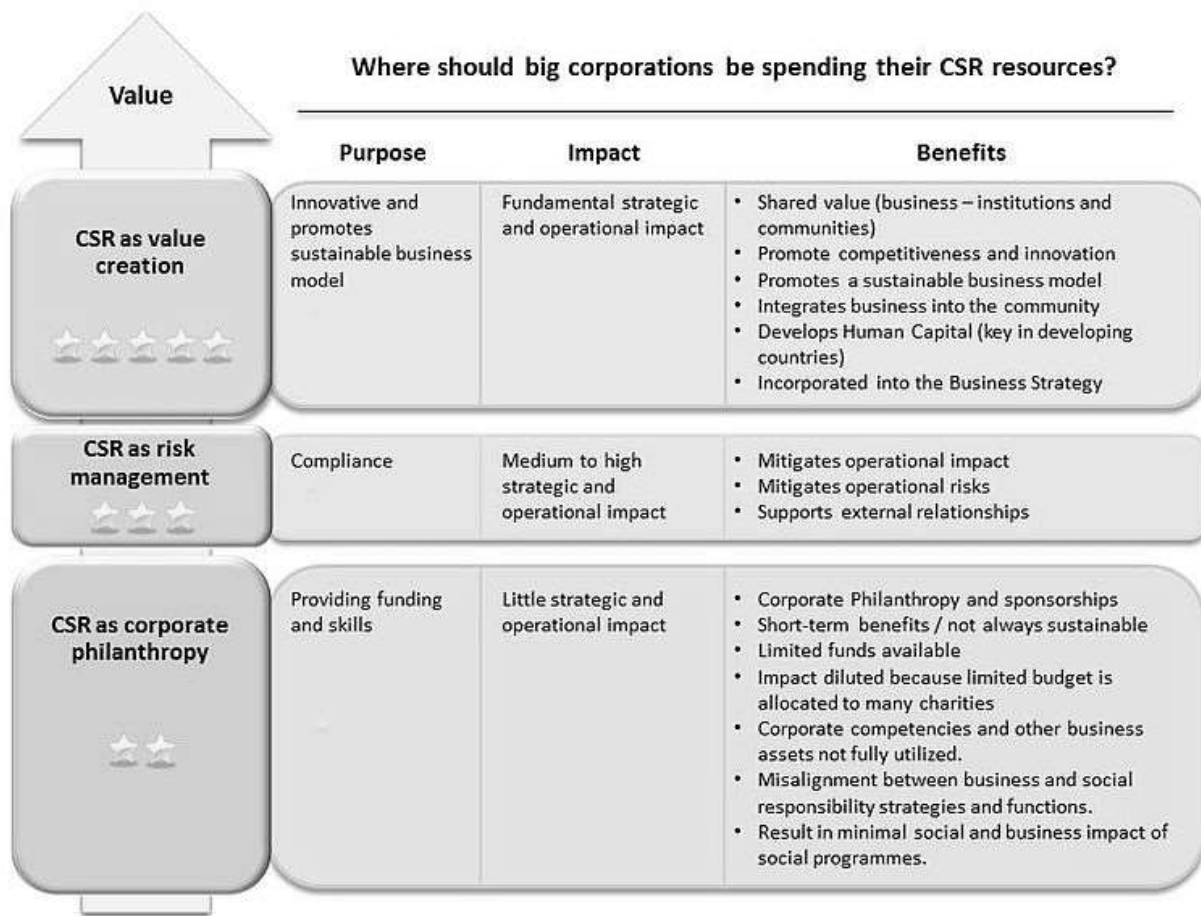 Value
Where should big corporations be spending their CSR resources?
Purpose
Impact
Benefits
CSR as value
creation
Innovative and
promotes
sustainable business
model
Fundamental strategic
and operational impact
• Shared value (business – institutions and
communities)
• Promote competitiveness and innovation
• Promotes a sustainable business model
• Integrates business into the community
• Develops Human Capital (key in developing
countries)
• Incorporated into the Business Strategy
CSR as risk
management
Compliance
Medium to high
strategic and
operational impact
• Mitigates operational impact
• Mitigates operational risks
• Supports external relationships
CSR as corporate
philanthropy
Providing funding
and skills
Little strategic and
operational impact
• Corporate Philanthropy and sponsorships
• Short-term benefits / not always sustainable
• Limited funds available
• Impact diluted because limited budget is
allocated to many charities
• Corporate competencies and other business
assets not fully utilized.
• Misalignment between business and social
responsibility strategies and functions.
• Result in minimal social and business impact of
social programmes.